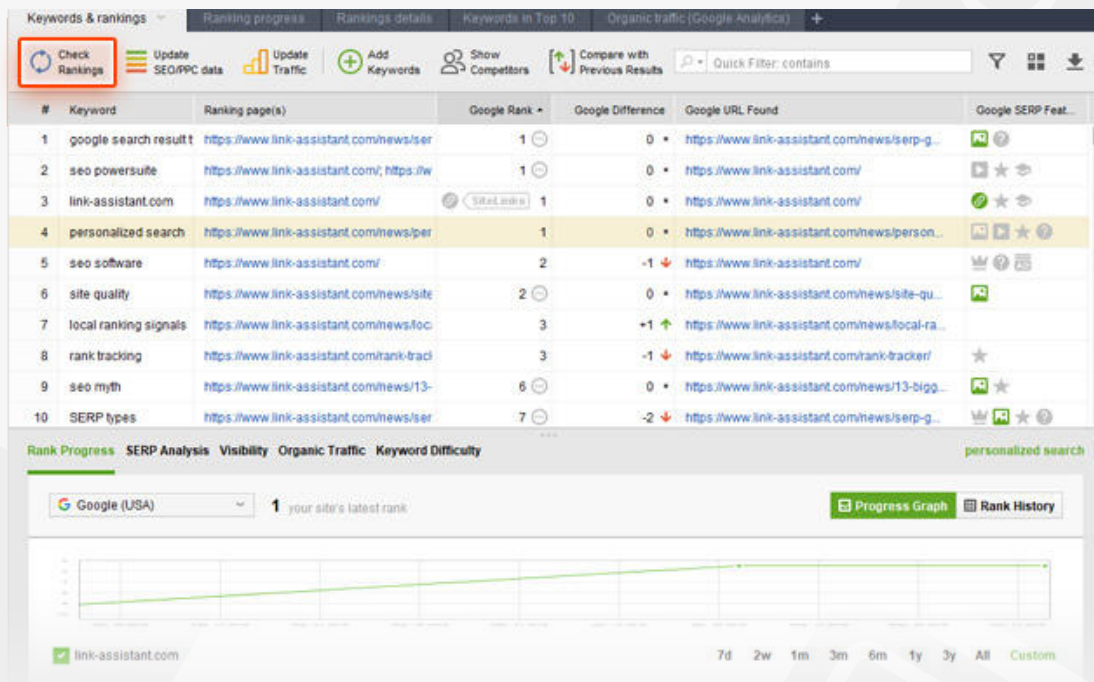 Keywords & rankings Ranking progress Rankings details Keywords in Top 10 Organic traffic (Google Analytics) +
Check Rankings Update SEO/PPC data Update Traffic Add Keywords Show Competitors Compare with Previous Results Quick Filter: contains
# Keyword Ranking page(s) Google Rank Google Difference Google URL Found Google SERP Feat...
1 google search result t https://www.link-assistant.com/news/ser 1 0 https://www.link-assistant.com/news/serp-g...
2 seo powersuite https://www.link-assistant.com/; https://w 1 0 https://www.link-assistant.com/
3 link-assistant.com https://www.link-assistant.com/ SiteLinks 1 0 https://www.link-assistant.com/
4 personalized search https://www.link-assistant.com/news/per 1 0 https://www.link-assistant.com/news/person...
5 seo software https://www.link-assistant.com/ 2 -1 https://www.link-assistant.com/
6 site quality https://www.link-assistant.com/news/site 2 0 https://www.link-assistant.com/news/site-qu...
7 local ranking signals https://www.link-assistant.com/news/loc 3 +1 https://www.link-assistant.com/news/local-ra...
8 rank tracking https://www.link-assistant.com/rank-tracl 3 -1 https://www.link-assistant.com/rank-tracker/
9 seo myth https://www.link-assistant.com/news/13- 6 0 https://www.link-assistant.com/news/13-bigg...
10 SERP types https://www.link-assistant.com/news/ser 7 -2 https://www.link-assistant.com/news/serp-g...
Rank Progress SERP Analysis Visibility Organic Traffic Keyword Difficulty personalized search
Google (USA) 1 your site's latest rank Progress Graph Rank History
link-assistant.com 7d 2w 1m 3m 6m 1y 3y All Custom